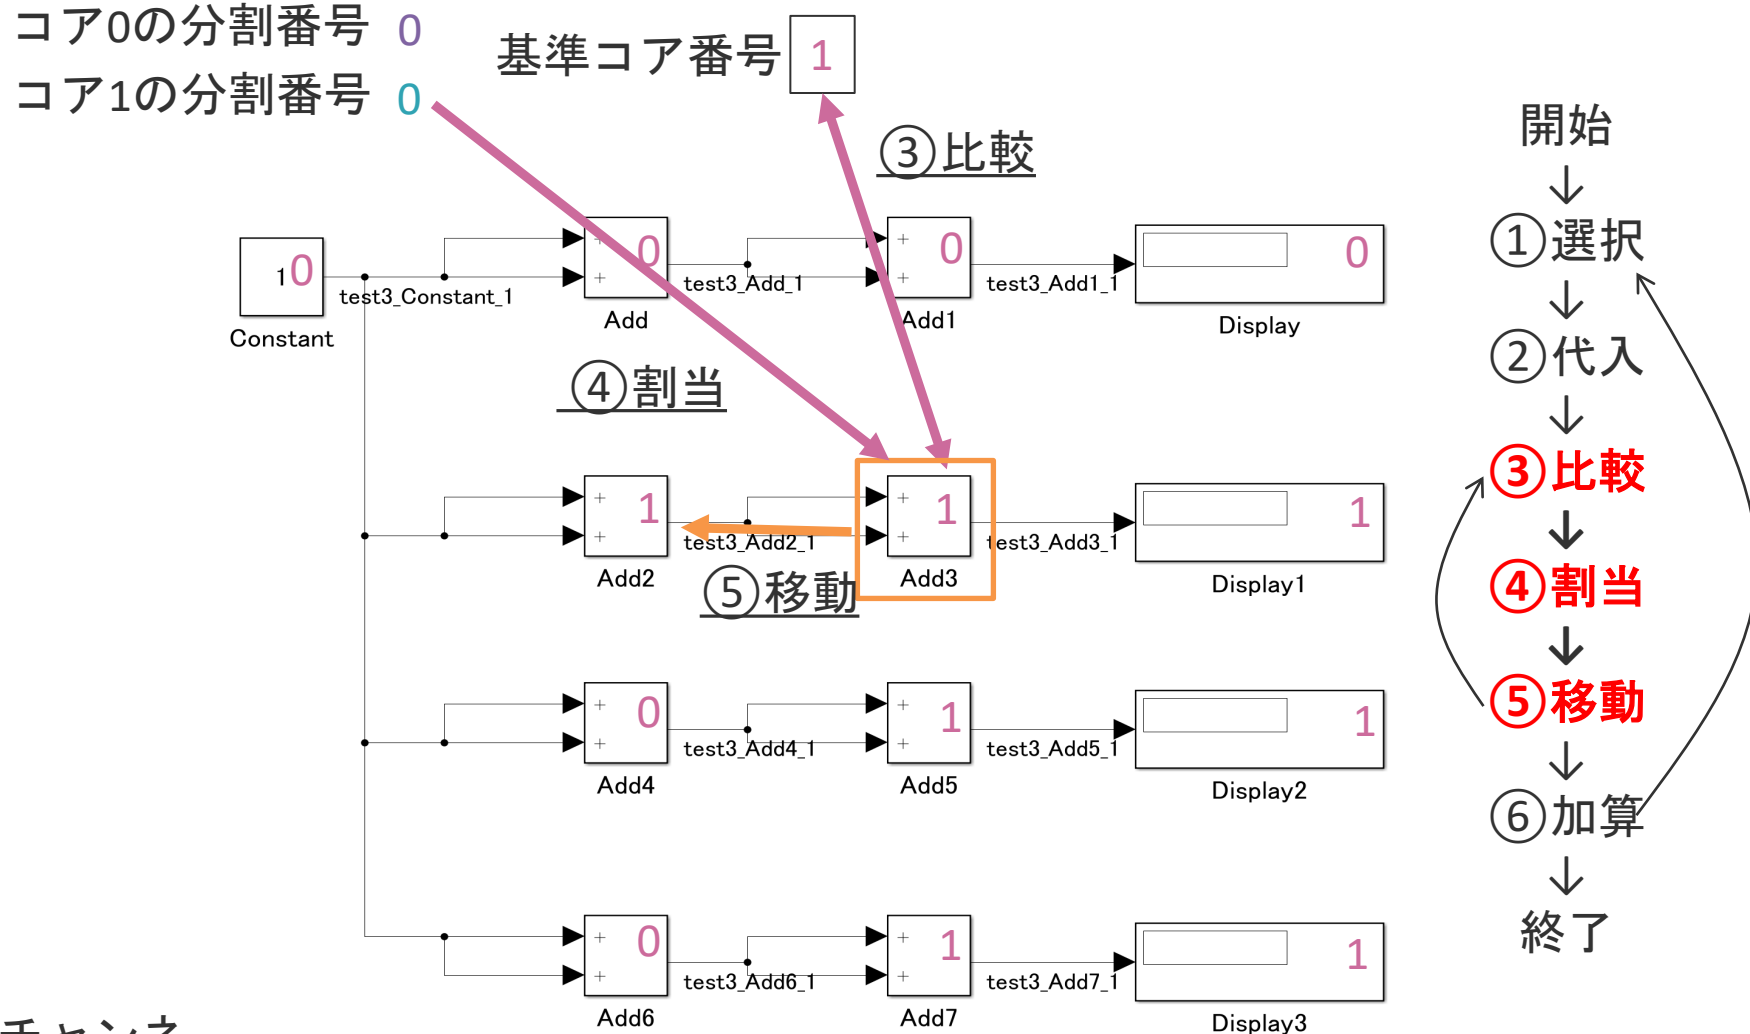 コア0の分割番号 0
コア1の分割番号 0
基準コア番号 1
③比較
開始
↓
①選択
↓
②代入
↓
③比較
↓
④割当
↓
⑤移動
↓
⑥加算
↓
終了
1 0
Constant
test3_Constant_1
+ 0
+
Add
test3_Add_1
+ 0
+
Add1
test3_Add1_1
0
Display
④割当
+ 1
+
Add2
test3_Add2_1
⑤移動
+ 1
+
Add3
test3_Add3_1
1
Display1
+ 0
+
Add4
test3_Add4_1
+ 1
+
Add5
test3_Add5_1
1
Display2
+ 0
+
Add6
test3_Add6_1
+ 1
+
Add7
test3_Add7_1
1
Display3
チャンネ